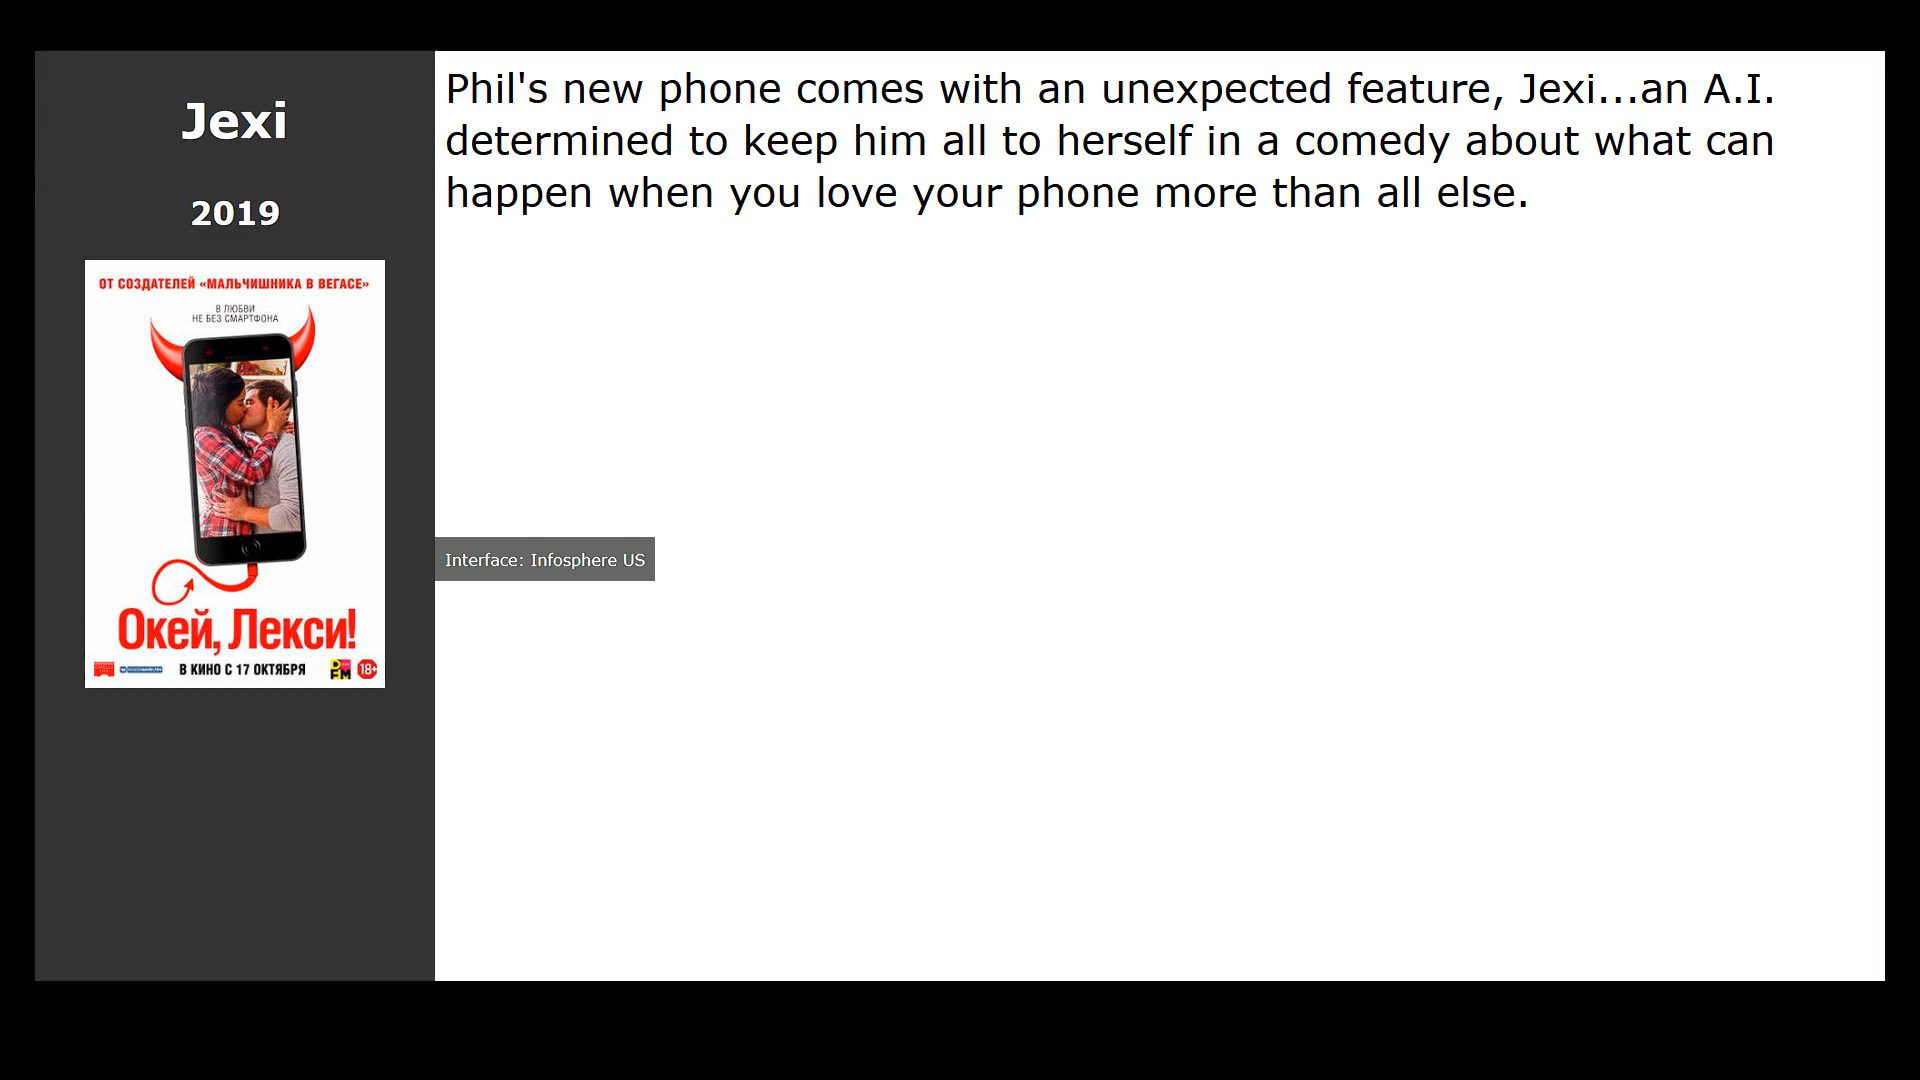 Jexi
2019
ОТ СОЗДАТЕЛЕЙ «МАЛЬЧИШНИКА В ВЕГАСЕ»
В ЛЮБВИ
НЕ БЕЗ СМАРТФОНА
Окей, Лекси!
В КИНО С 17 ОКТЯБРЯ
18+
Phil's new phone comes with an unexpected feature, Jexi...an A.I.
determined to keep him all to herself in a comedy about what can
happen when you love your phone more than all else.
Interface: Infosphere US